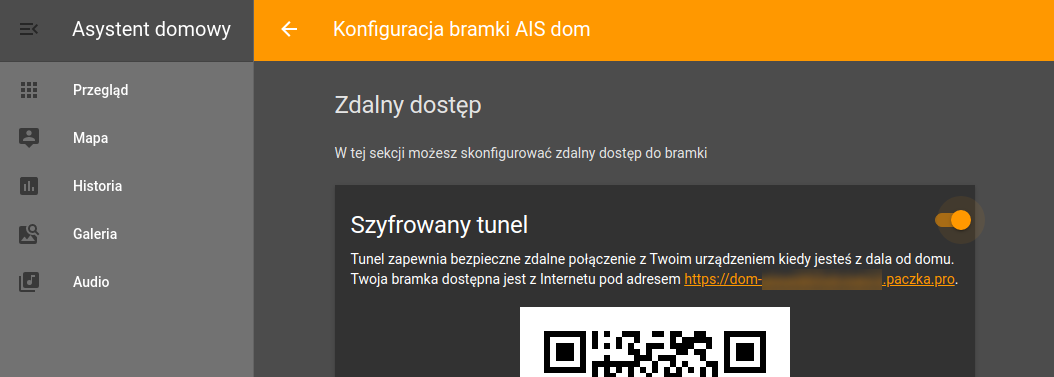 Asystent domowy
Konfiguracja bramki AIS dom
Przegląd
Mapa
Historia
Galeria
Audio
Zdalny dostęp
W tej sekcji możesz skonfigurować zdalny dostęp do bramki
Szyfrowany tunel
Tunel zapewnia bezpieczne zdalne połączenie z Twoim urządzeniem kiedy jesteś z dala od domu.
Twoja bramka dostępna jest z Internetu pod adresem https://dom- .paczka.pro.